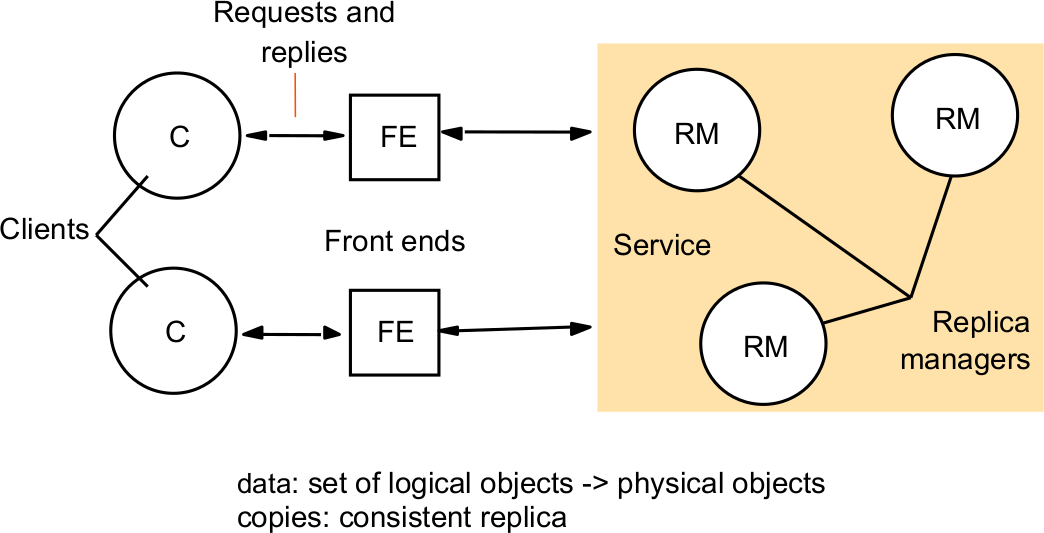 Requests and
replies
C
FE
RM
RM
Clients
Front ends
Service
C
FE
RM
Replica
managers
data: set of logical objects -> physical objects
copies: consistent replica